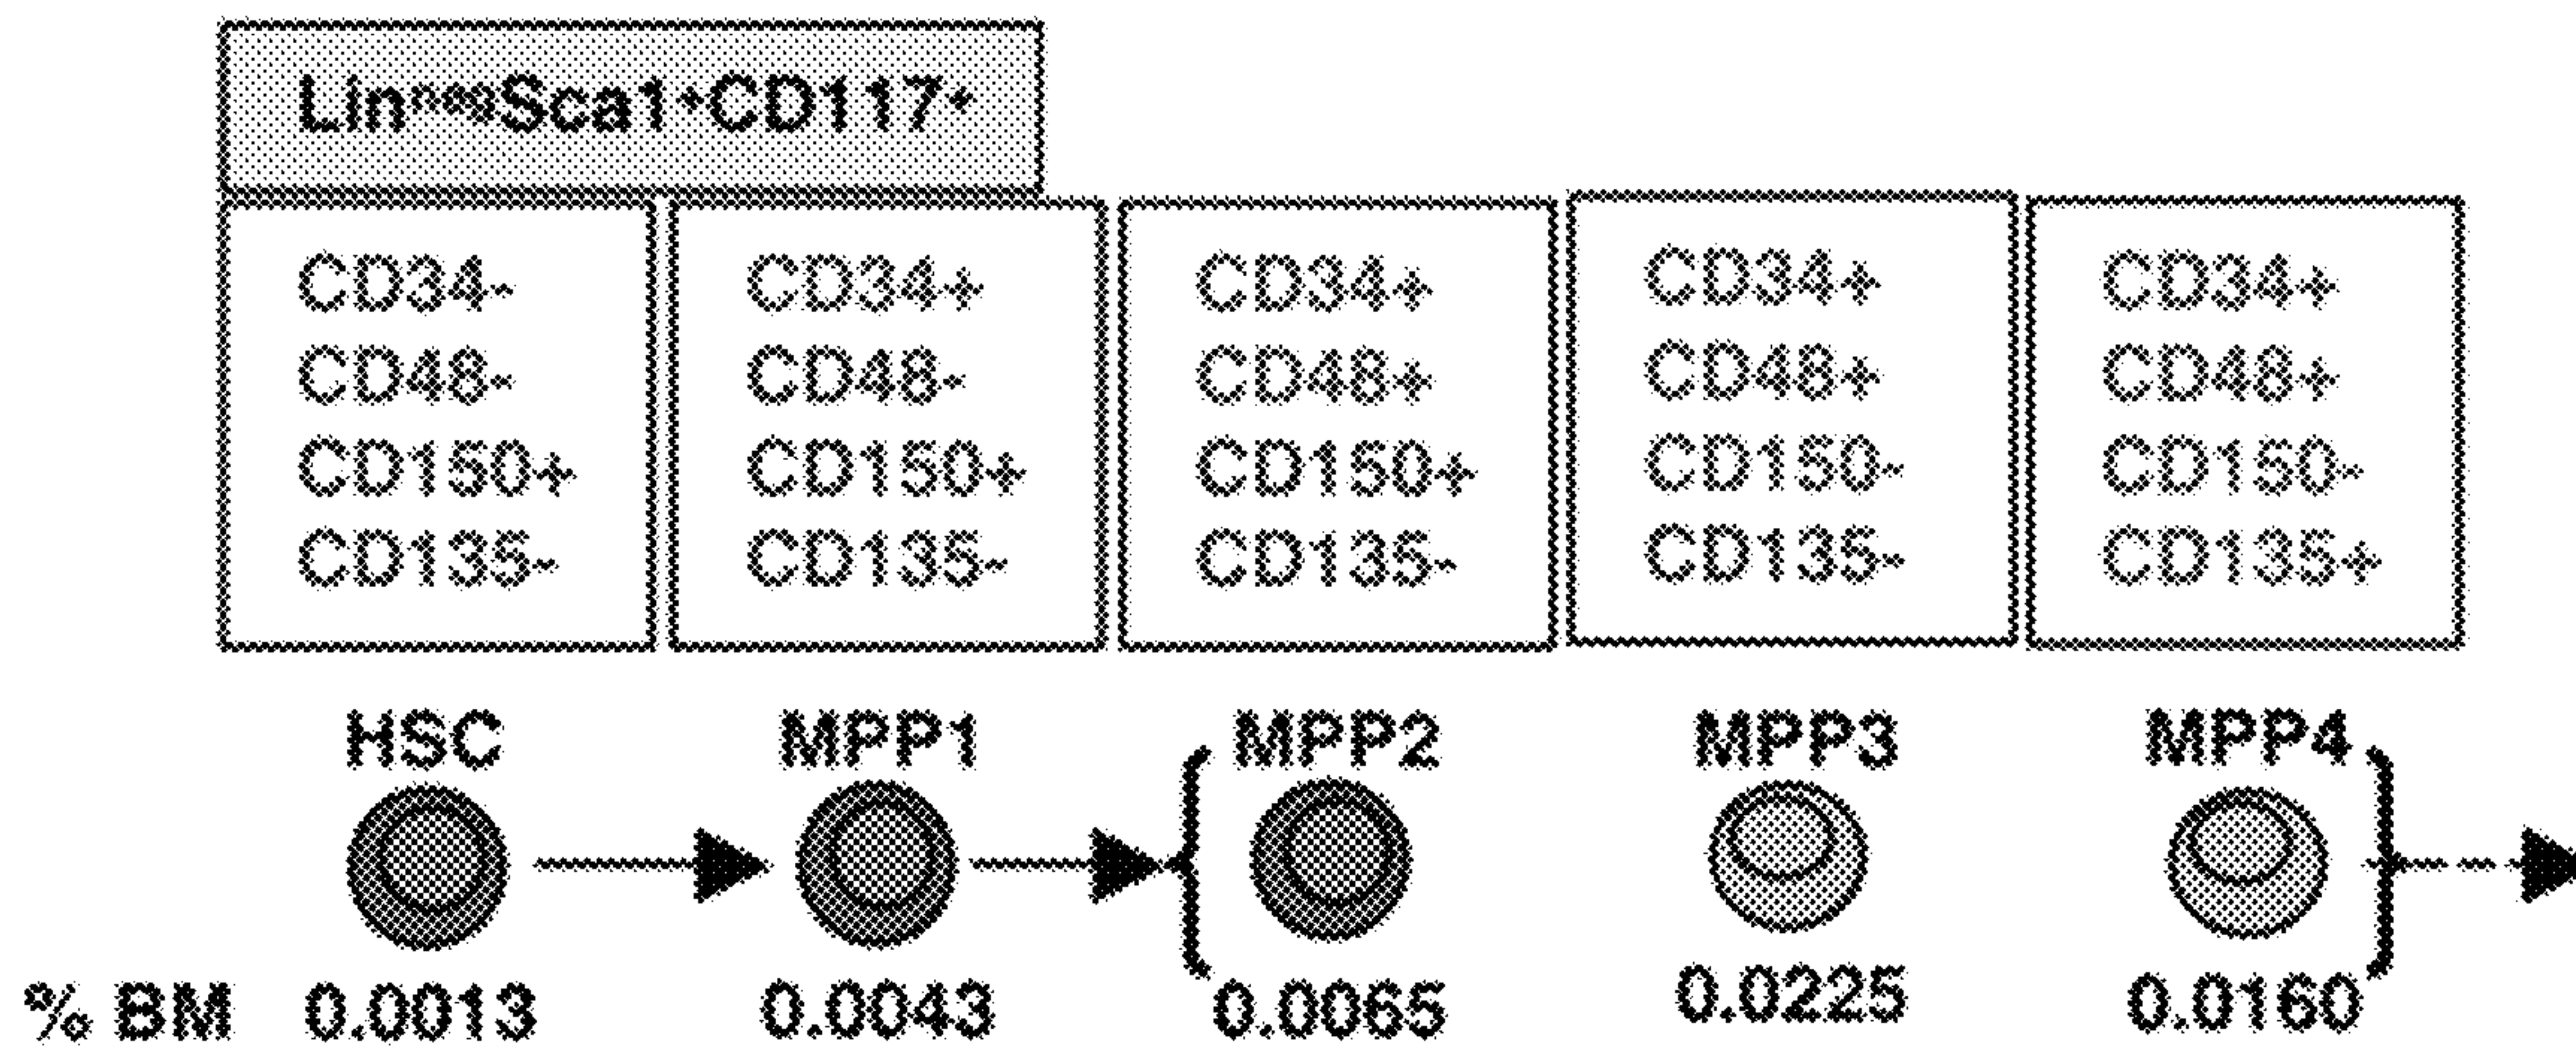 Lin^negSca1^+CD117^+
CD34- CD34+ CD34+ CD34+ CD34+
CD48- CD48- CD48+ CD48+ CD48+
CD150+ CD150+ CD150+ CD150- CD150-
CD135- CD135- CD135- CD135- CD135+
HSC MPP1 MPP2 MPP3 MPP4
% BM 0.0013 0.0043 0.0065 0.0225 0.0160